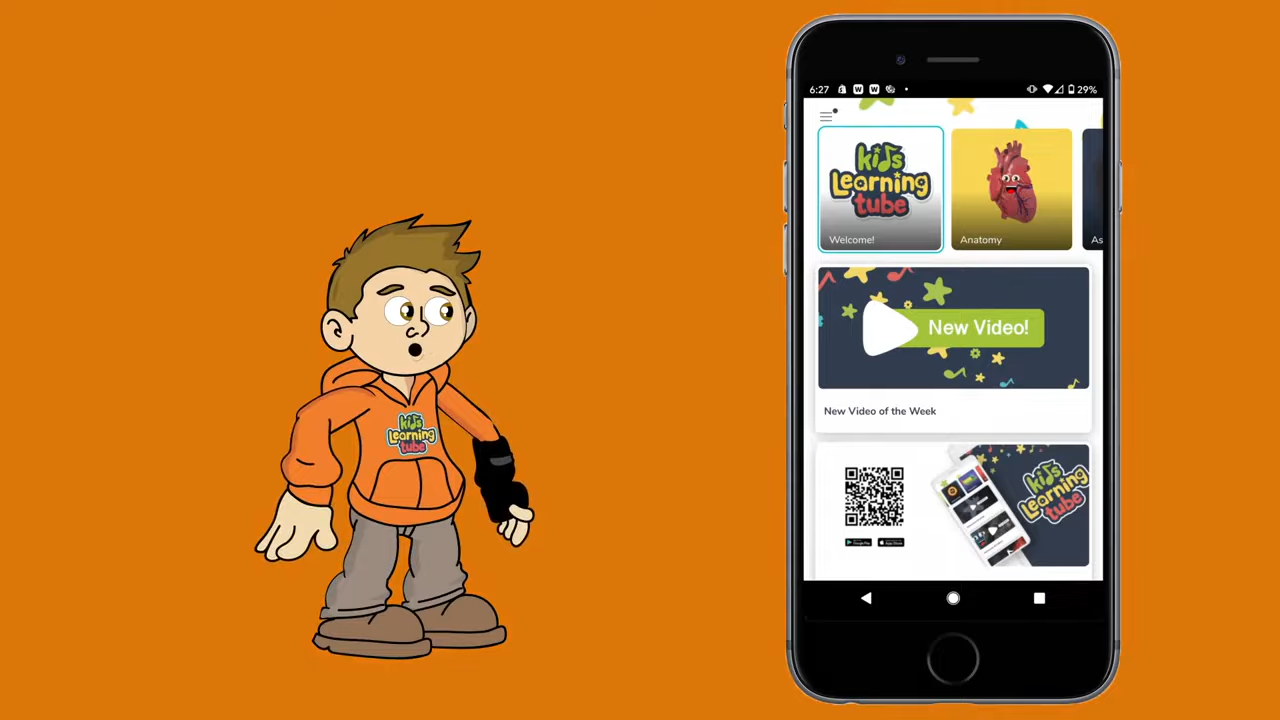 kids
Learning
tube
6:27
29%
kids
Learning
tube
Welcome!
Anatomy
As
New Video!
New Video of the Week
kids
Learning
tube